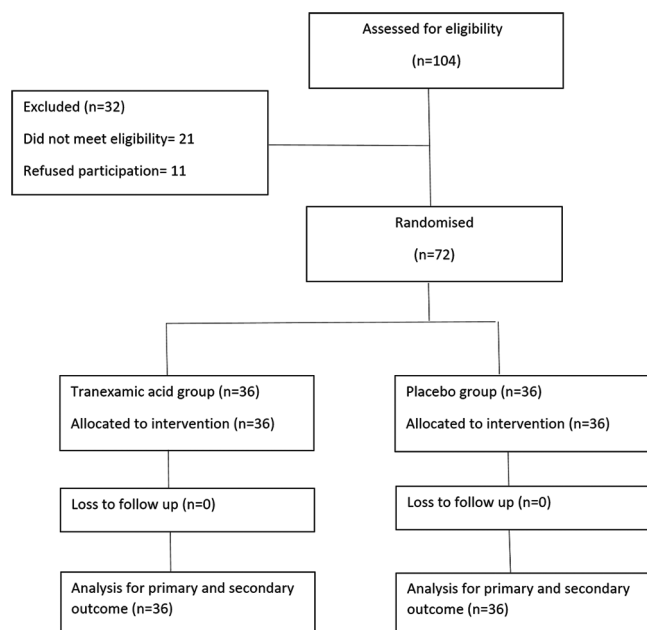 Assessed for eligibility
(n=104)
Excluded (n=32)
Did not meet eligibility= 21
Refused participation= 11
Randomised
(n=72)
Tranexamic acid group (n=36)
Allocated to intervention (n=36)
Placebo group (n=36)
Allocated to intervention (n=36)
Loss to follow up (n=0)
Loss to follow up (n=0)
Analysis for primary and secondary
outcome (n=36)
Analysis for primary and secondary
outcome (n=36)